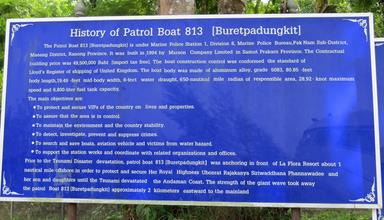 History of Patrol Boat 813 [Buretpadungkit]
The Patrol Boat 813 [Buretpadungkit] is under Marine Police Station 1, Division 8, Marine Police Bureau,Pak Nam Sub-District,
Mueang District, Ranong Province. It was built in 1994 by Marsun Company Limited in Samut Prakarn Province. The Contractual
building price was 49,500,000 Baht [import tax free]. The boat construction control was conformed the standard of
Lloyd's Register of shipping of United Kingdom. The boat body was made of aluminum alloy, grade 5083, 80.85 -feet
body length,19.48 -feet mid-body width, 6-feet water draught, 650-nautical mile radius of responsible area, 28.92- knot maximum
speed and 6,800-liter fuel tank capacity.
The main objectives are
To protect and secure VIPs of the country on lives and properties.
To assure that the area is in control.
To maintain the environment and the country stability.
To detect, investigate, prevent and suppress crimes.
To search and save boats, aviation vehicle and victims from water hazard.
To support the station works and coordinate with related organizations and offices.
Prior to the Tsunami Disaster devastation, patrol boat 813 [Buretpadungkit] was anchoring in front of La Flora Resort about 1
nautical mile offshore in order to protect and secure Her Royal Highness Ubolrat Rajakanya Siriwaddhana Phannawadee and
her son and daughters until the Tsunami devastated the Andaman Coast. The strength of the giant wave took away
the patrol Boat 813 [Buretpadungkit] approximately 2 kilometers eastward to the mainland